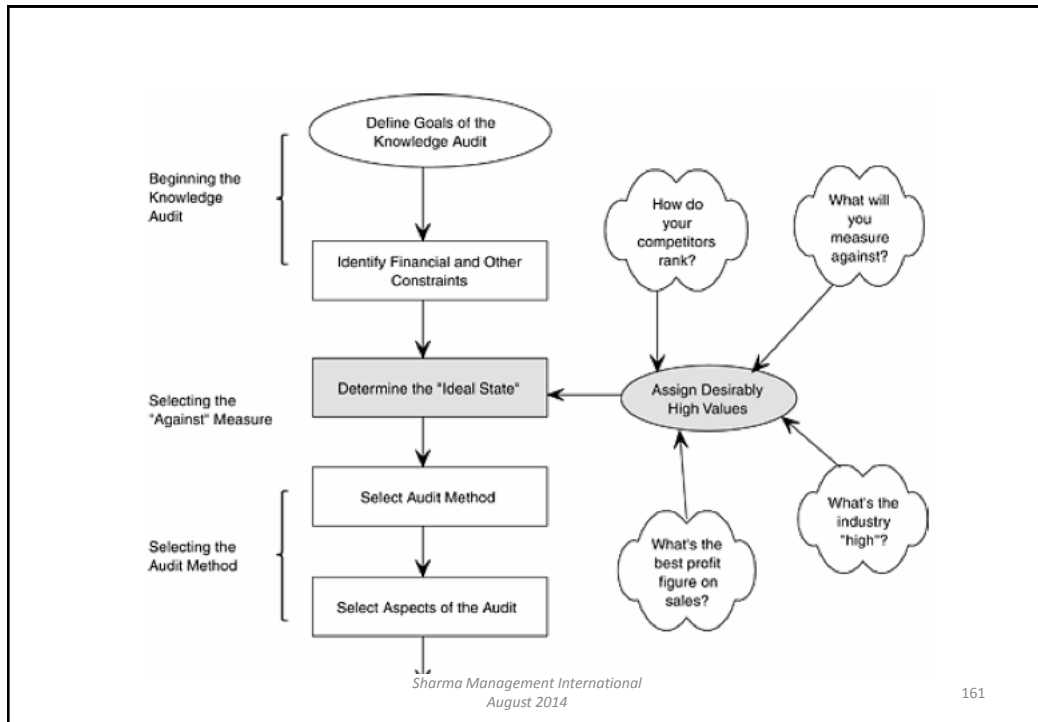 Define Goals of the
Knowledge Audit
Beginning the
Knowledge
Audit
Identify Financial and Other
Constraints
How do
your
competitors
rank?
What will
you
measure
against?
Determine the "Ideal State"
Assign Desirably
High Values
Selecting the
"Against" Measure
Select Audit Method
What's the
industry
"high"?
Selecting the
Audit Method
What's the
best profit
figure on
sales?
Select Aspects of the Audit
Sharma Management International
August 2014
161